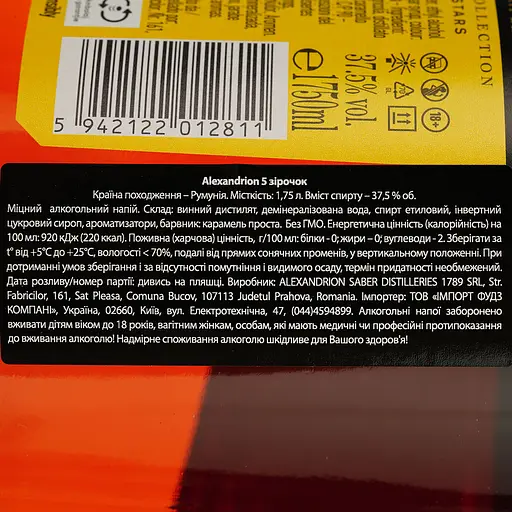 STARS
COLLECTION
37.5% vol.
e 1750ml
18+
5 942122 012811
Alexandrion 5 зірочок
Країна походження – Румунія. Місткість: 1,75 л. Вміст спирту – 37,5 % об.
Міцний алкогольний напій. Склад: винний дистилят, демінералізована вода, спирт етиловий, інвертний
цукровий сироп, ароматизатори, барвник: карамель проста. Без ГМО. Енергетична цінність (калорійність) на
100 мл: 920 кДж (220 ккал). Поживна (харчова) цінність, г/100 мл: білки - 0; жири – 0; вуглеводи - 2. Зберігати за
t° від +5°C до +25°C, вологості < 70%, подалі від прямих сонячних променів, у вертикальному положенні. При
дотриманні умов зберігання і за відсутності помутніння і видимого осаду, термін придатності необмежений.
Дата розливу/номер партії: дивись на пляшці. Виробник: ALEXANDRION SABER DISTILLERIES 1789 SRL, Str.
Fabricilor, 161, Sat Pleasa, Comuna Bucov, 107113 Judetul Prahova, Romania. Імпортер: ТОВ «ІМПОРТ ФУДЗ
КОМПАНІ», Україна, 02660, Київ, вул. Електротехнічна, 47, (044)4594899. Алкогольні напої заборонено
вживати дітям віком до 18 років, вагітним жінкам, особам, які мають медичні чи професійні протипоказання
до вживання алкоголю! Надмірне споживання алкоголю шкідливе для Вашого здоров'я!